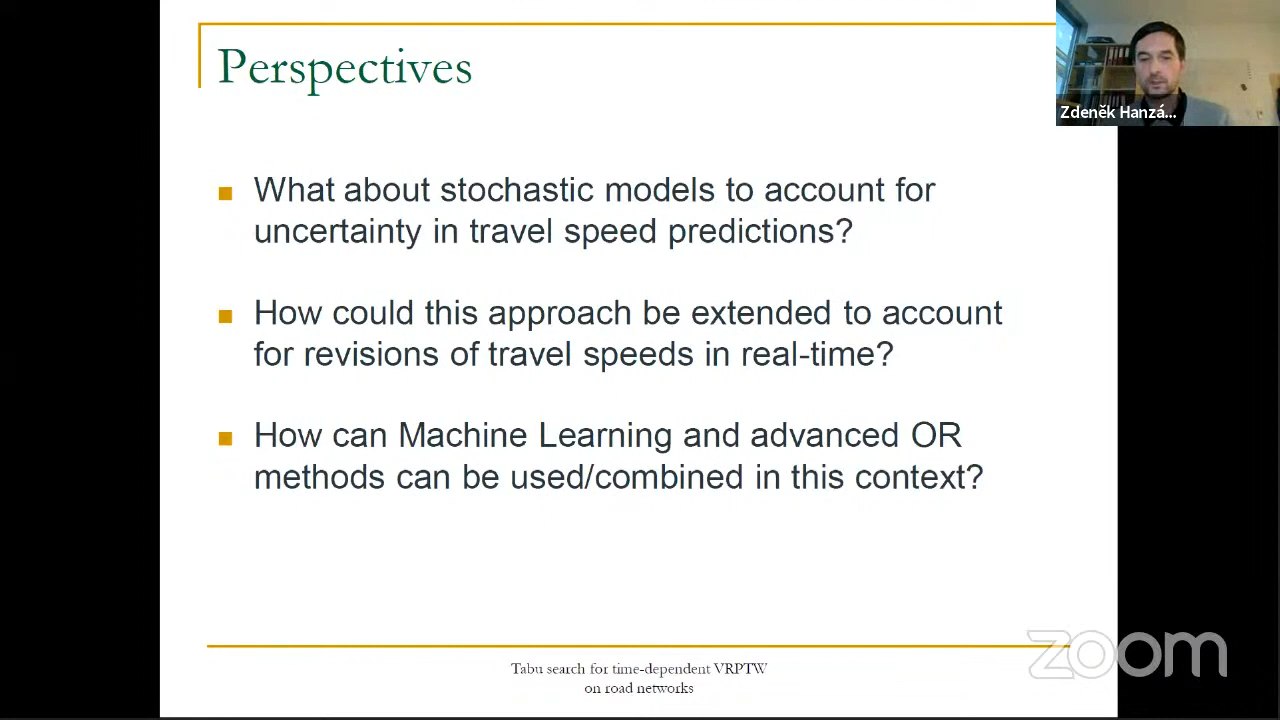 Perspectives
Zdeněk Hanzá...
What about stochastic models to account for
uncertainty in travel speed predictions?
How could this approach be extended to account
for revisions of travel speeds in real-time?
How can Machine Learning and advanced OR
methods can be used/combined in this context?
Tabu search for time-dependent VRPTW
on road networks
zoom